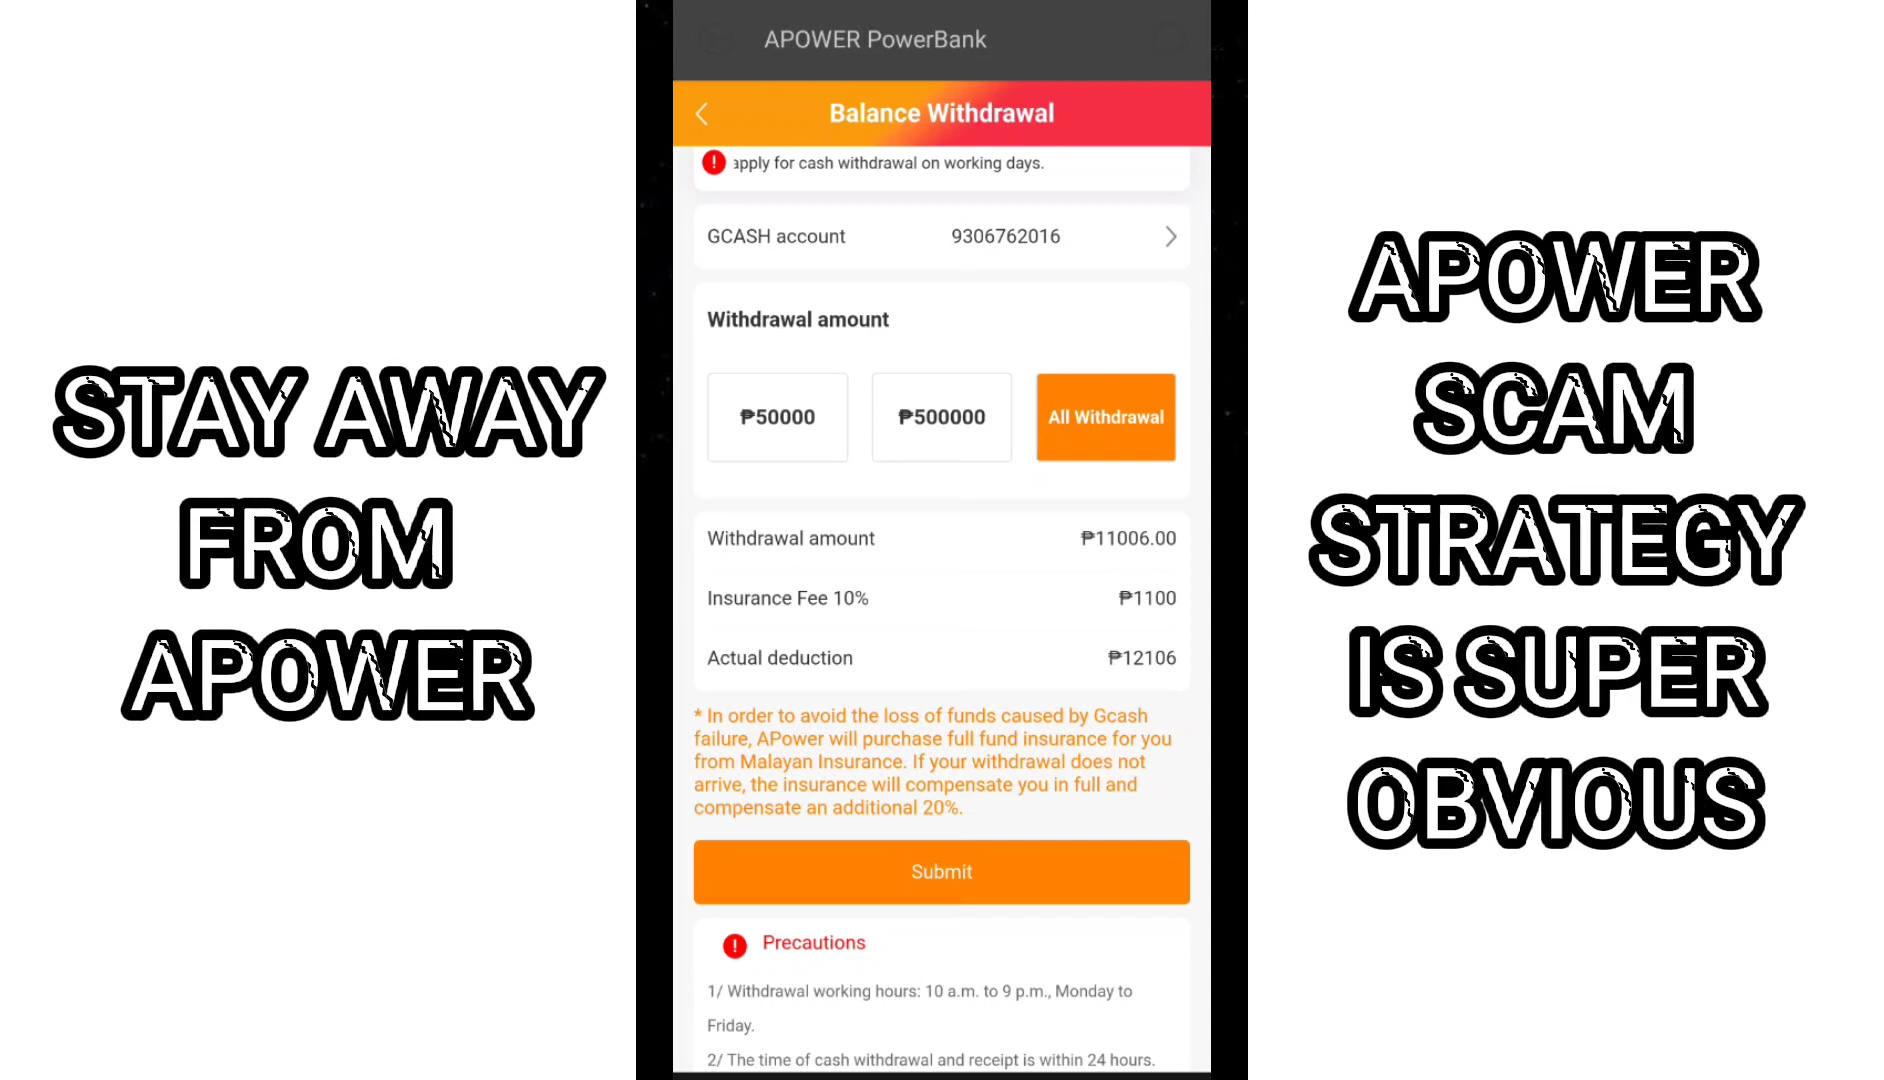 STAY AWAY
FROM
APOWER
APOWER PowerBank
Balance Withdrawal
apply for cash withdrawal on working days.
GCASH account 9306762016
Withdrawal amount
₱50000 ₱500000 All Withdrawal
Withdrawal amount ₱11006.00
Insurance Fee 10% ₱1100
Actual deduction ₱12106
* In order to avoid the loss of funds caused by Gcash
failure, APower will purchase full fund insurance for you
from Malayan Insurance. If your withdrawal does not
arrive, the insurance will compensate you in full and
compensate an additional 20%.
Submit
Precautions
1/ Withdrawal working hours: 10 a.m. to 9 p.m., Monday to
Friday.
2/ The time of cash withdrawal and receipt is within 24 hours.
APOWER
SCAM
STRATEGY
IS SUPER
OBVIOUS